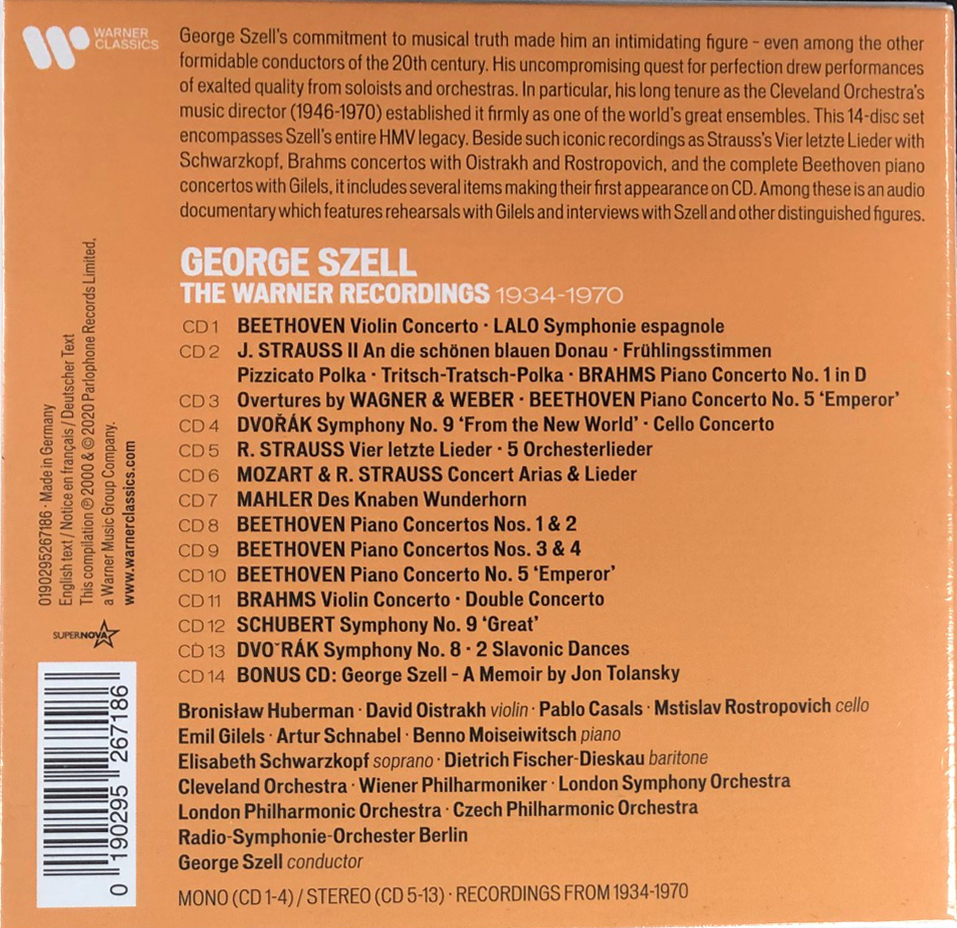 WARNER
CLASSICS
George Szell's commitment to musical truth made him an intimidating figure – even among the other
formidable conductors of the 20th century. His uncompromising quest for perfection drew performances
of exalted quality from soloists and orchestras. In particular, his long tenure as the Cleveland Orchestra's
music director (1946-1970) established it firmly as one of the world's great ensembles. This 14-disc set
encompasses Szell's entire HMV legacy. Beside such iconic recordings as Strauss's Vier letzte Lieder with
Schwarzkopf, Brahms concertos with Oistrakh and Rostropovich, and the complete Beethoven piano
concertos with Gilels, it includes several items making their first appearance on CD. Among these is an audio
documentary which features rehearsals with Gilels and interviews with Szell and other distinguished figures.
GEORGE SZELL
THE WARNER RECORDINGS 1934-1970
CD 1 BEETHOVEN Violin Concerto · LALO Symphonie espagnole
CD 2 J. STRAUSS II An die schönen blauen Donau · Frühlingsstimmen
Pizzicato Polka · Tritsch-Tratsch-Polka · BRAHMS Piano Concerto No. 1 in D
CD 3 Overtures by WAGNER & WEBER · BEETHOVEN Piano Concerto No. 5 ‘Emperor’
CD 4 DVOŘÁK Symphony No. 9 ‘From the New World’ · Cello Concerto
CD 5 R. STRAUSS Vier letzte Lieder · 5 Orchesterlieder
CD 6 MOZART & R. STRAUSS Concert Arias & Lieder
CD 7 MAHLER Des Knaben Wunderhorn
CD 8 BEETHOVEN Piano Concertos Nos. 1 & 2
CD 9 BEETHOVEN Piano Concertos Nos. 3 & 4
CD 10 BEETHOVEN Piano Concerto No. 5 ‘Emperor’
CD 11 BRAHMS Violin Concerto · Double Concerto
CD 12 SCHUBERT Symphony No. 9 ‘Great’
CD 13 DVOˇRÁK Symphony No. 8 · 2 Slavonic Dances
CD 14 BONUS CD: George Szell – A Memoir by Jon Tolansky
Bronisław Huberman · David Oistrakh violin · Pablo Casals · Mstislav Rostropovich cello
Emil Gilels · Artur Schnabel · Benno Moiseiwitsch piano
Elisabeth Schwarzkopf soprano · Dietrich Fischer-Dieskau baritone
Cleveland Orchestra · Wiener Philharmoniker · London Symphony Orchestra
London Philharmonic Orchestra · Czech Philharmonic Orchestra
Radio-Symphonie-Orchester Berlin
George Szell conductor
MONO (CD 1-4) / STEREO (CD 5-13) · RECORDINGS FROM 1934-1970
0190295267186 · Made in Germany
English text / Notice en français / Deutscher Text
This compilation ℗ 2000 & © 2020 Parlophone Records Limited,
a Warner Music Group Company.
www.warnerclassics.com
SUPERNOVA
0 190295 267186